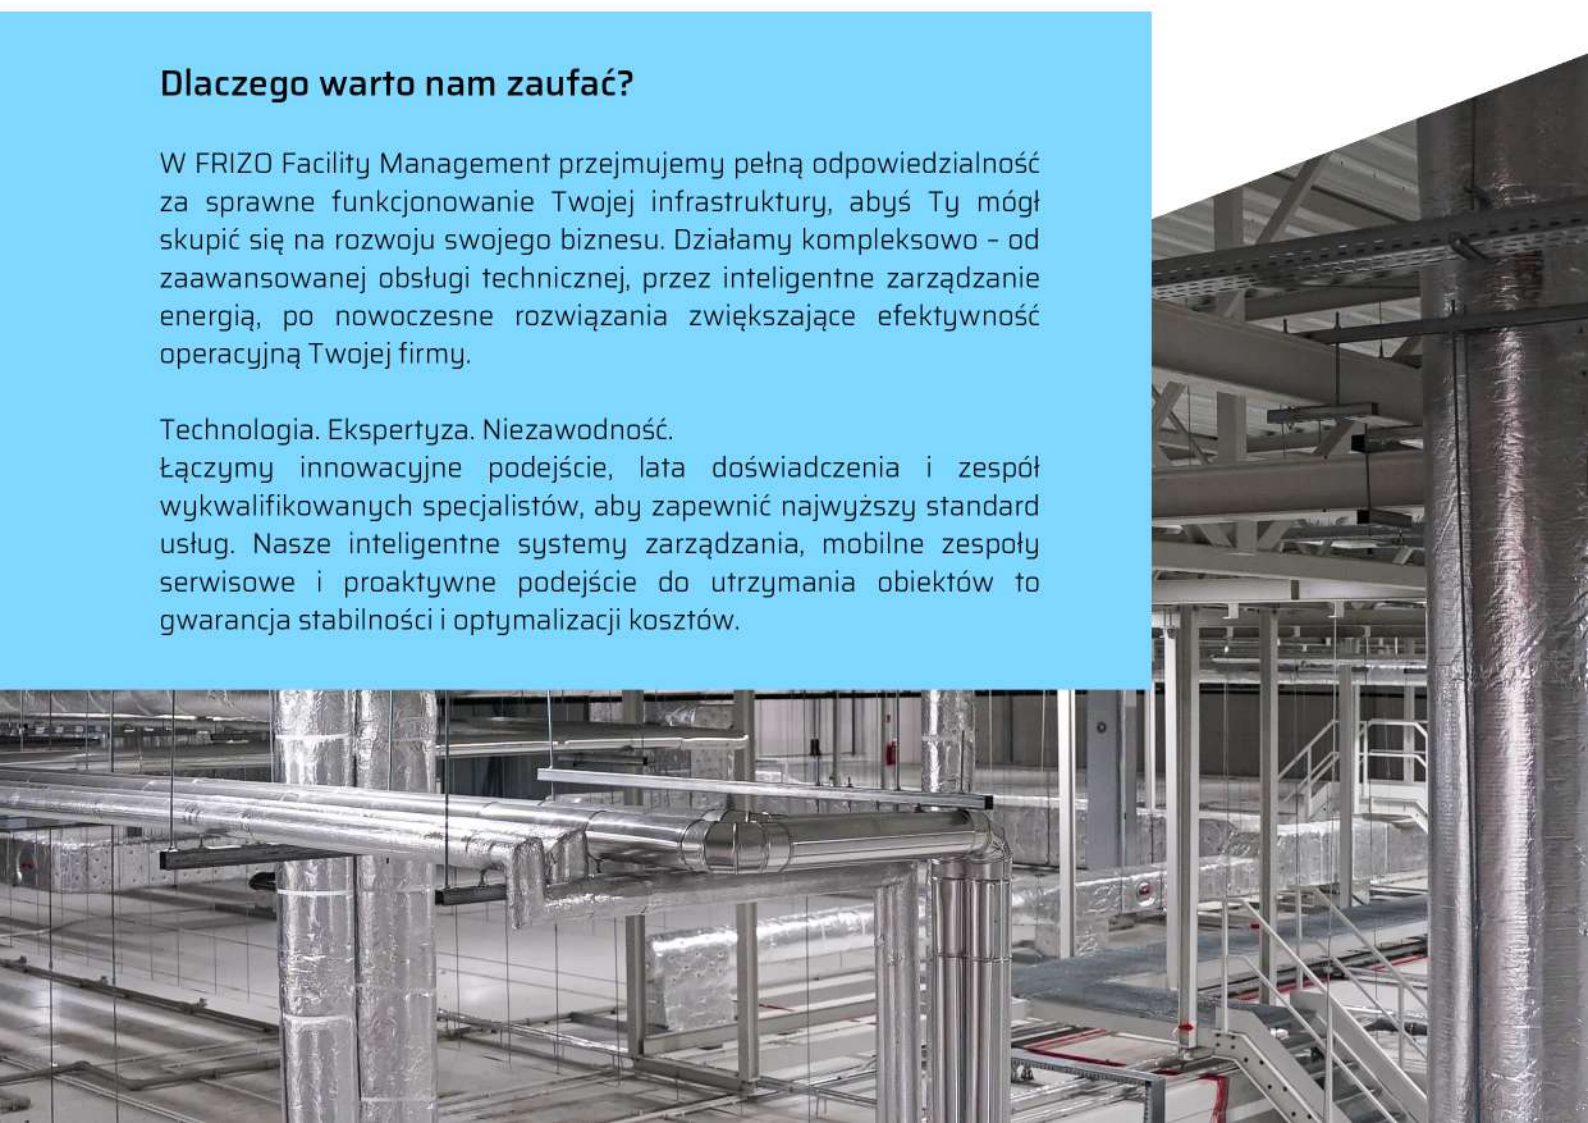 Dlaczego warto nam zaufać?
W FRIZO Facility Management przejmujemy pełną odpowiedzialność
za sprawne funkcjonowanie Twojej infrastruktury, abyś Ty mógł
skupić się na rozwoju swojego biznesu. Działamy kompleksowo – od
zaawansowanej obsługi technicznej, przez inteligentne zarządzanie
energią, po nowoczesne rozwiązania zwiększające efektywność
operacyjną Twojej firmy.
Technologia. Ekspertyza. Niezawodność.
Łączymy innowacyjne podejście, lata doświadczenia i zespół
wykwalifikowanych specjalistów, aby zapewnić najwyższy standard
usług. Nasze inteligentne systemy zarządzania, mobilne zespoły
serwisowe i proaktywne podejście do utrzymania obiektów to
gwarancja stabilności i optymalizacji kosztów.